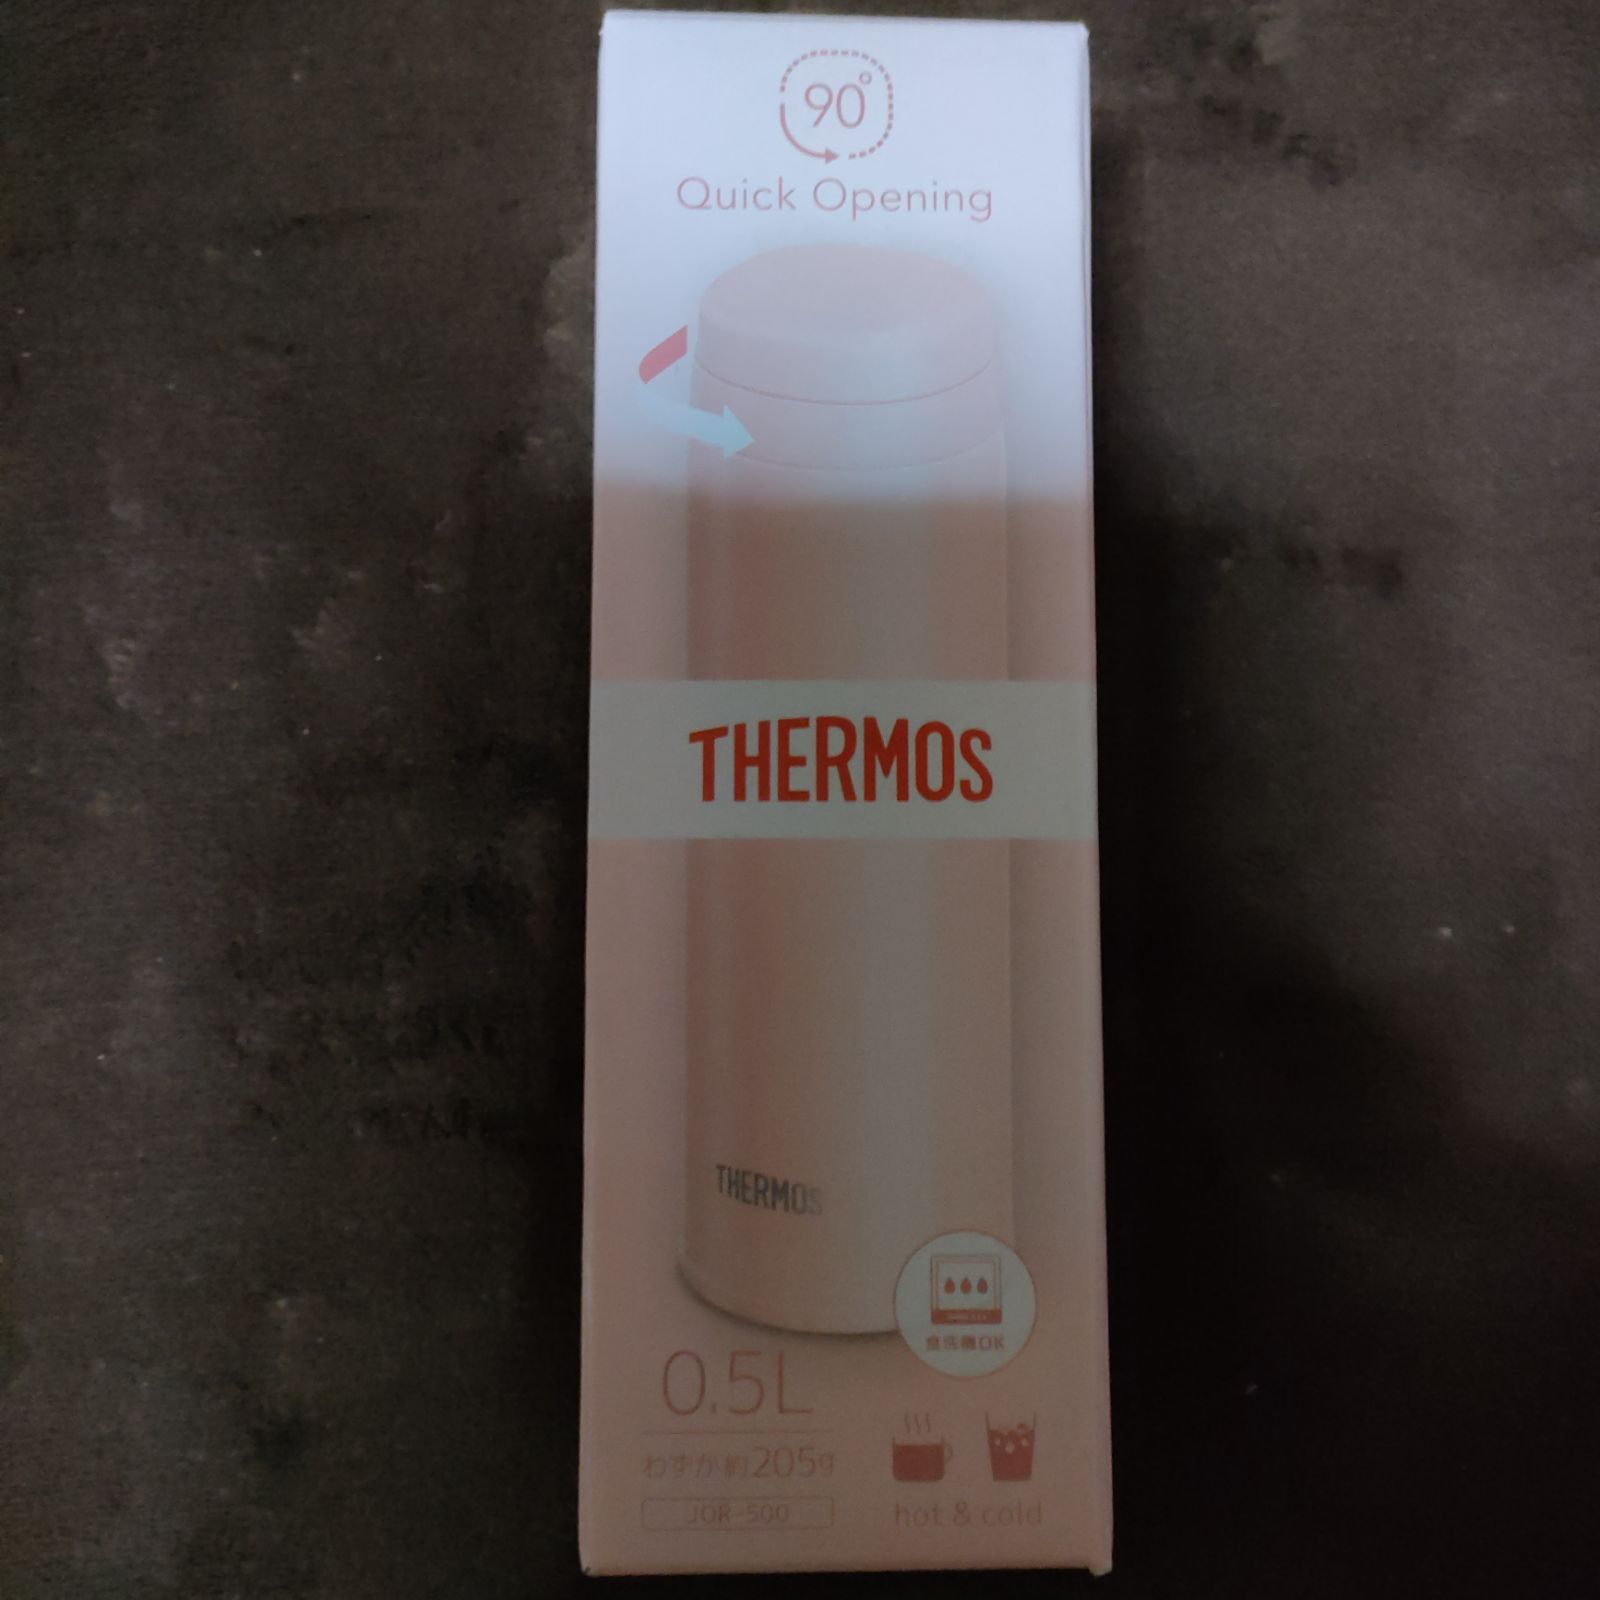 90°
Quick Opening
THERMOS
THERMOS
食洗機OK
0.5L
わずか約205g
JOR-500
hot & cold